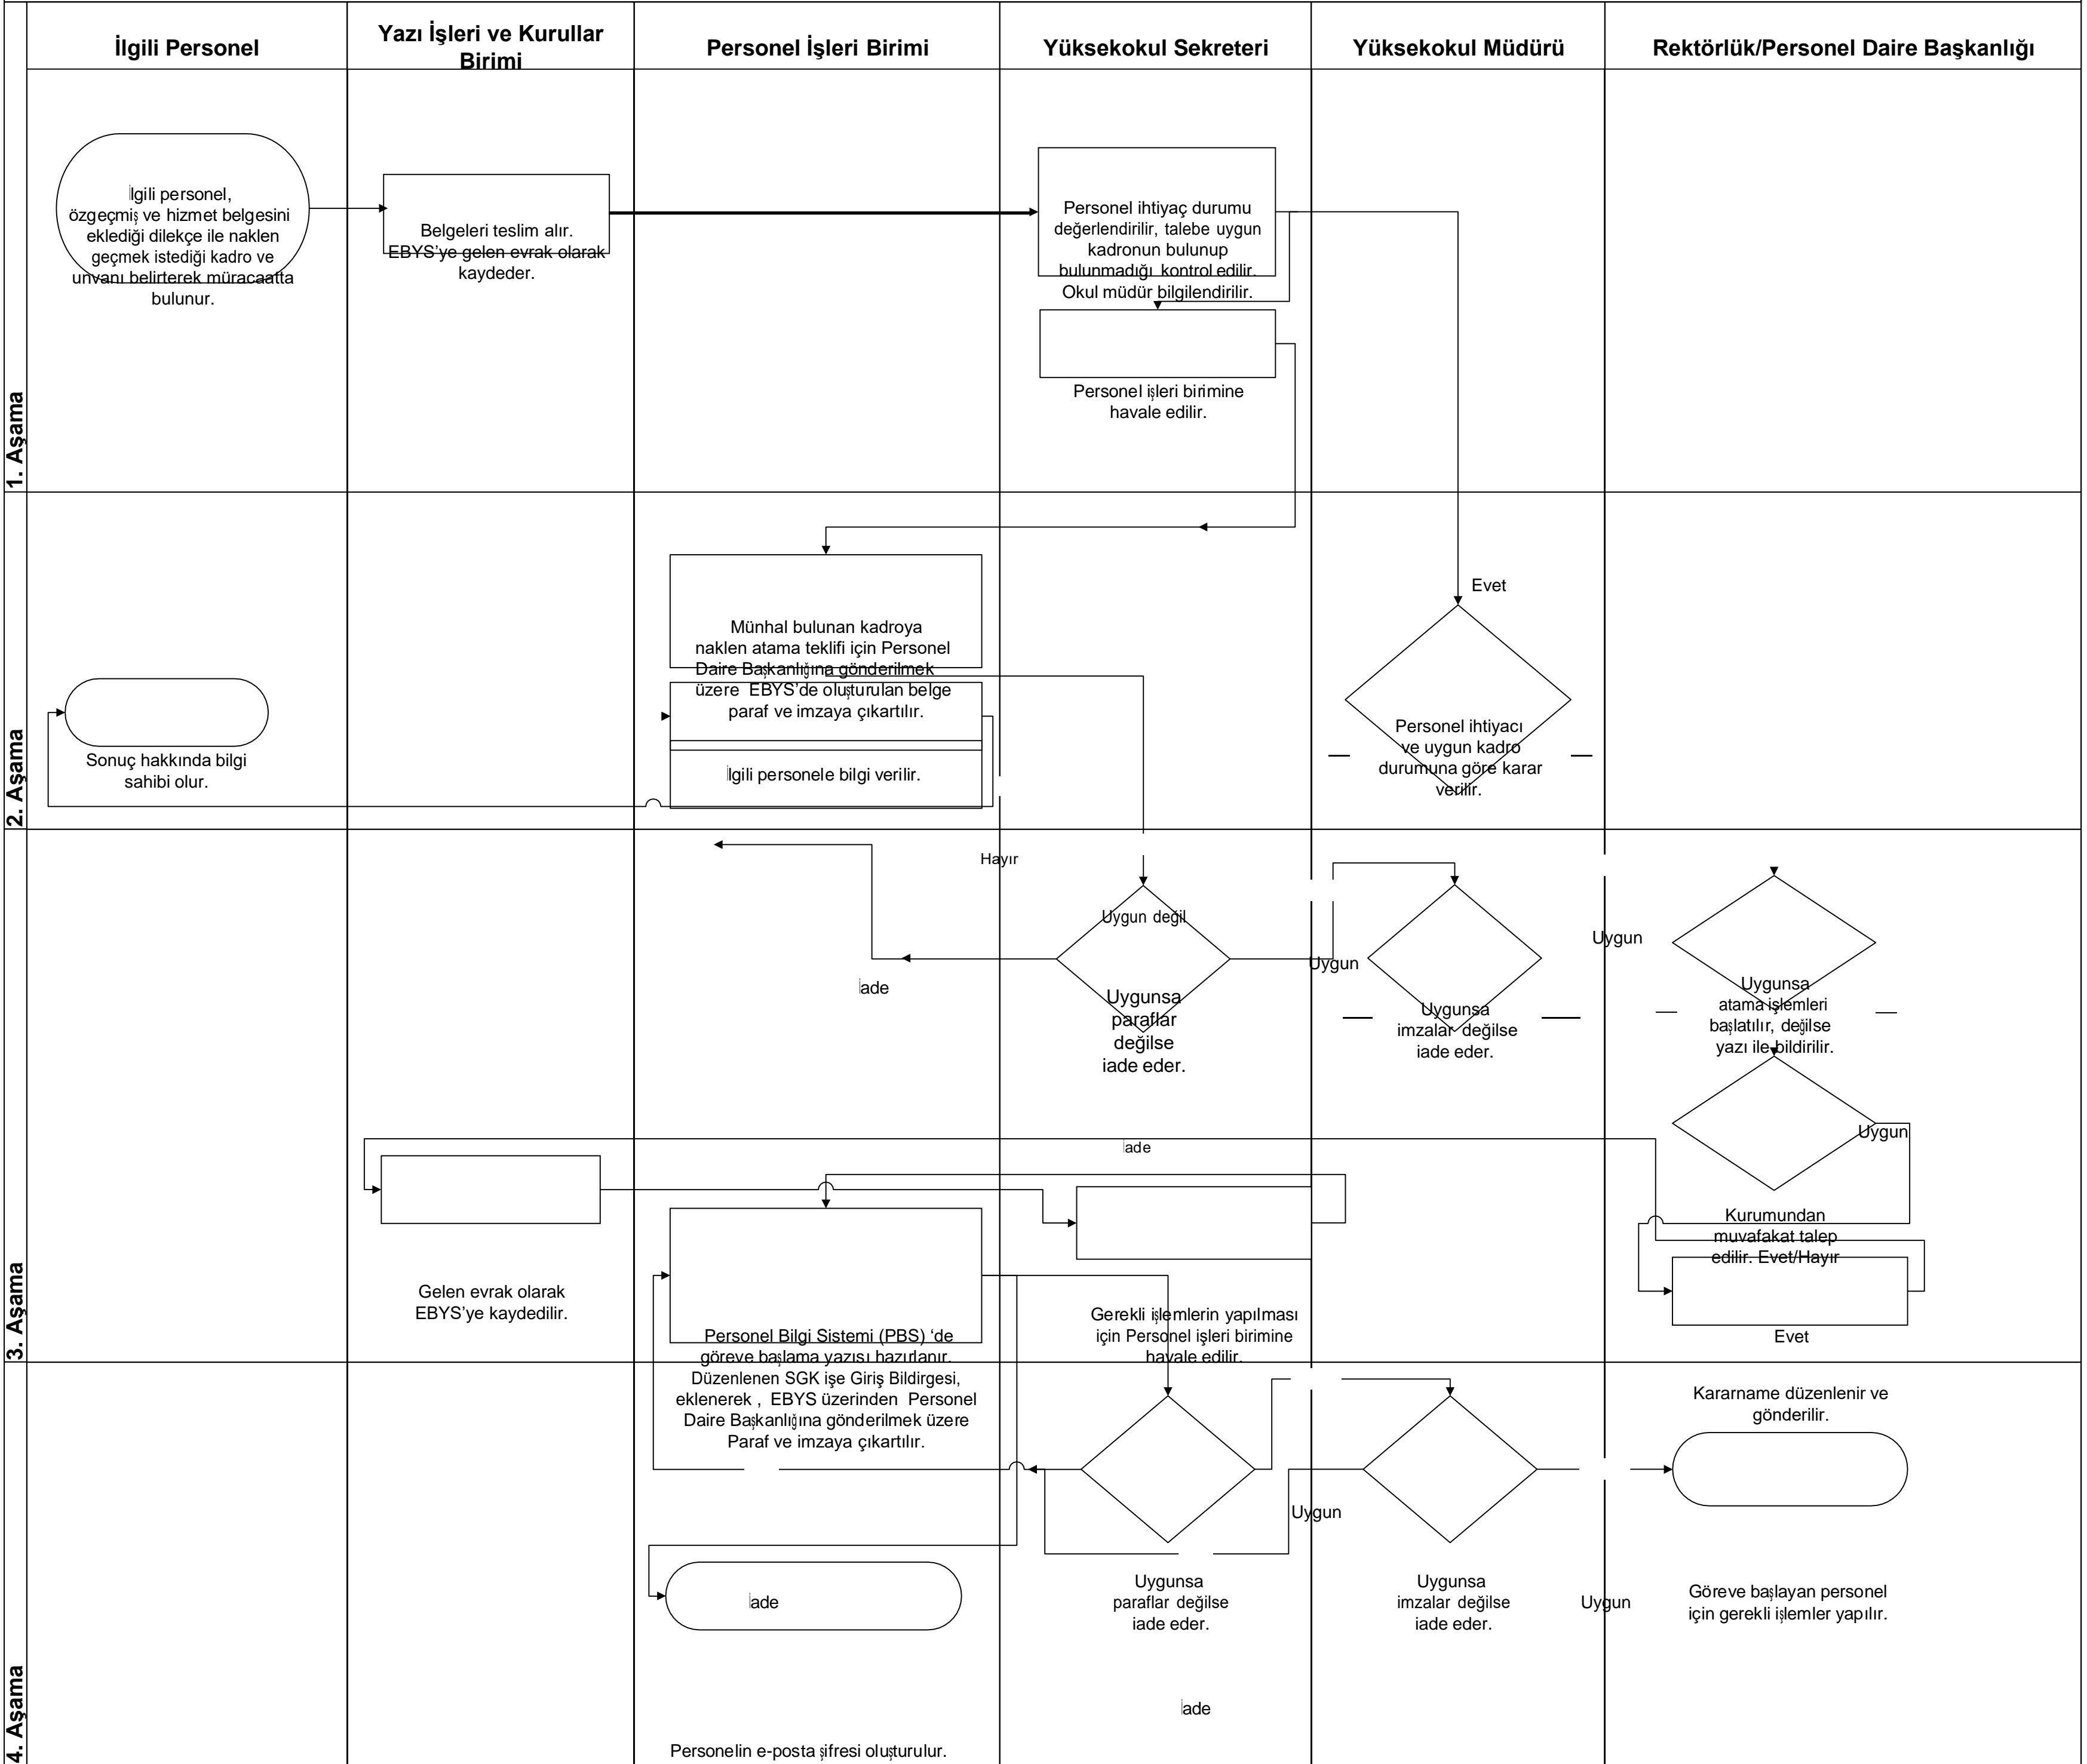 İlgili Personel
Yazı İşleri ve Kurullar
Birimi
Personel İşleri Birimi
Yüksekokul Sekreteri
Yüksekokul Müdürü
Rektörlük/Personel Daire Başkanlığı
1. Aşama
İlgili personel,
özgeçmiş ve hizmet belgesini
eklediği dilekçe ile naklen
geçmek istediği kadro ve
unvanı belirterek müracaatta
bulunur.
Belgeleri teslim alır.
EBYS’ye gelen evrak olarak
kaydeder.
Personel ihtiyaç durumu
değerlendirilir, talebe uygun
kadronun bulunup
bulunmadığı kontrol edilir.
Okul müdür bilgilendirilir.
Personel işleri birimine
havale edilir.
2. Aşama
Evet
Münhal bulunan kadroya
naklen atama teklifi için Personel
Daire Başkanlığına gönderilmek
üzere EBYS’de oluşturulan belge
paraf ve imzaya çıkartılır.
İlgili personele bilgi verilir.
Sonuç hakkında bilgi
sahibi olur.
Personel ihtiyacı
ve uygun kadro
durumuna göre karar
verilir.
3. Aşama
Hayır
Uygun değil
Uygun
Uygun
İade
Uygunsa
paraflar
değilse
iade eder.
Uygunsa
imzalar değilse
iade eder.
Uygunsa
atama işlemleri
başlatılır, değilse
yazı ile bildirilir.
Uygun
İade
Kurumundan
muvafakat talep
edilir. Evet/Hayır
Gelen evrak olarak
EBYS’ye kaydedilir.
Gerekli işlemlerin yapılması
için Personel işleri birimine
havale edilir.
Evet
Personel Bilgi Sistemi (PBS) ‘de
göreve başlama yazısı hazırlanır.
Düzenlenen SGK işe Giriş Bildirgesi,
eklenerek , EBYS üzerinden Personel
Daire Başkanlığına gönderilmek üzere
Paraf ve imzaya çıkartılır.
4. Aşama
Kararname düzenlenir ve
gönderilir.
Uygun
İade
Uygunsa
paraflar değilse
iade eder.
Uygunsa
imzalar değilse
iade eder.
Uygun
Göreve başlayan personel
için gerekli işlemler yapılır.
İade
Personelin e-posta şifresi oluşturulur.